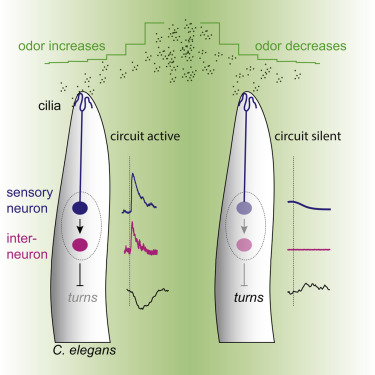 odor increases
odor decreases
cilia
circuit active
circuit silent
sensory
neuron
inter-
neuron
turns
turns
C. elegans